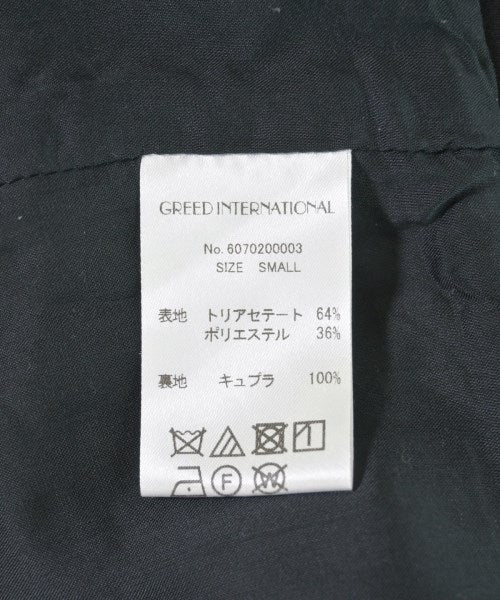 GREED INTERNATIONAL
No. 6070200003
SIZE SMALL
表地 トリアセテート 64%
ポリエステル 36%
裏地 キュプラ 100%
F W